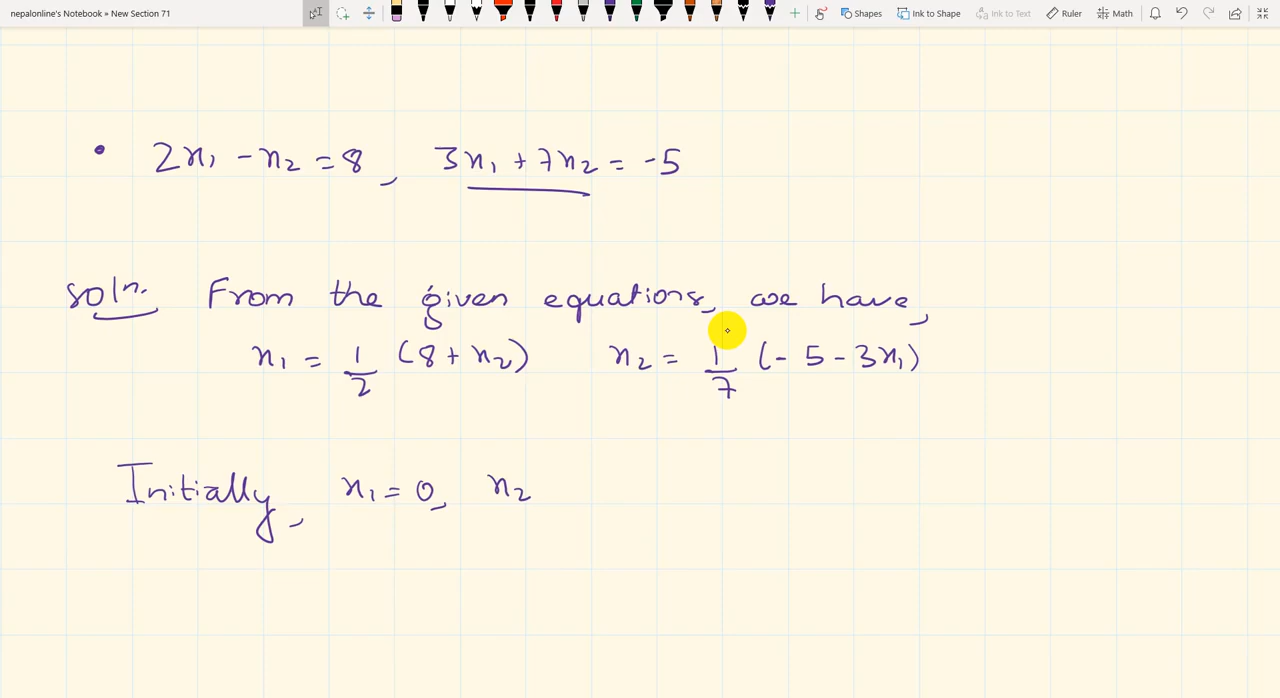 nepalonline's Notebook » New Section 71
Shapes Ink to Shape Ink to Text Ruler Math
• 2x₁ - x₂ = 8, 3x₁ + 7x₂ = -5
soln. From the given equations, we have,
x₁ = 1/2 (8 + x₂) x₂ = 1/7 (- 5 - 3x₁)
Initially, x₁ = 0, x₂